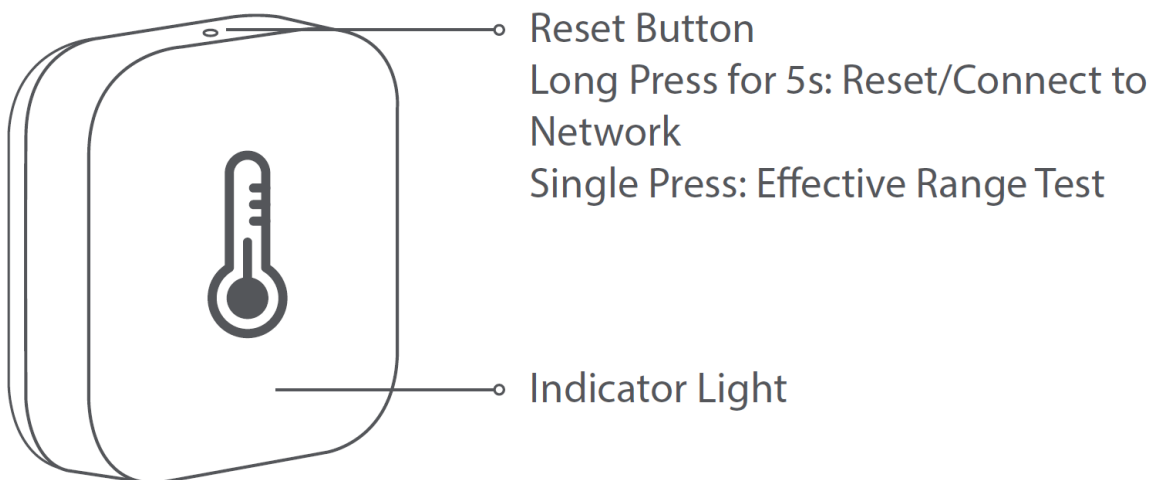 Reset Button
Long Press for 5s: Reset/Connect to
Network
Single Press: Effective Range Test
Indicator Light